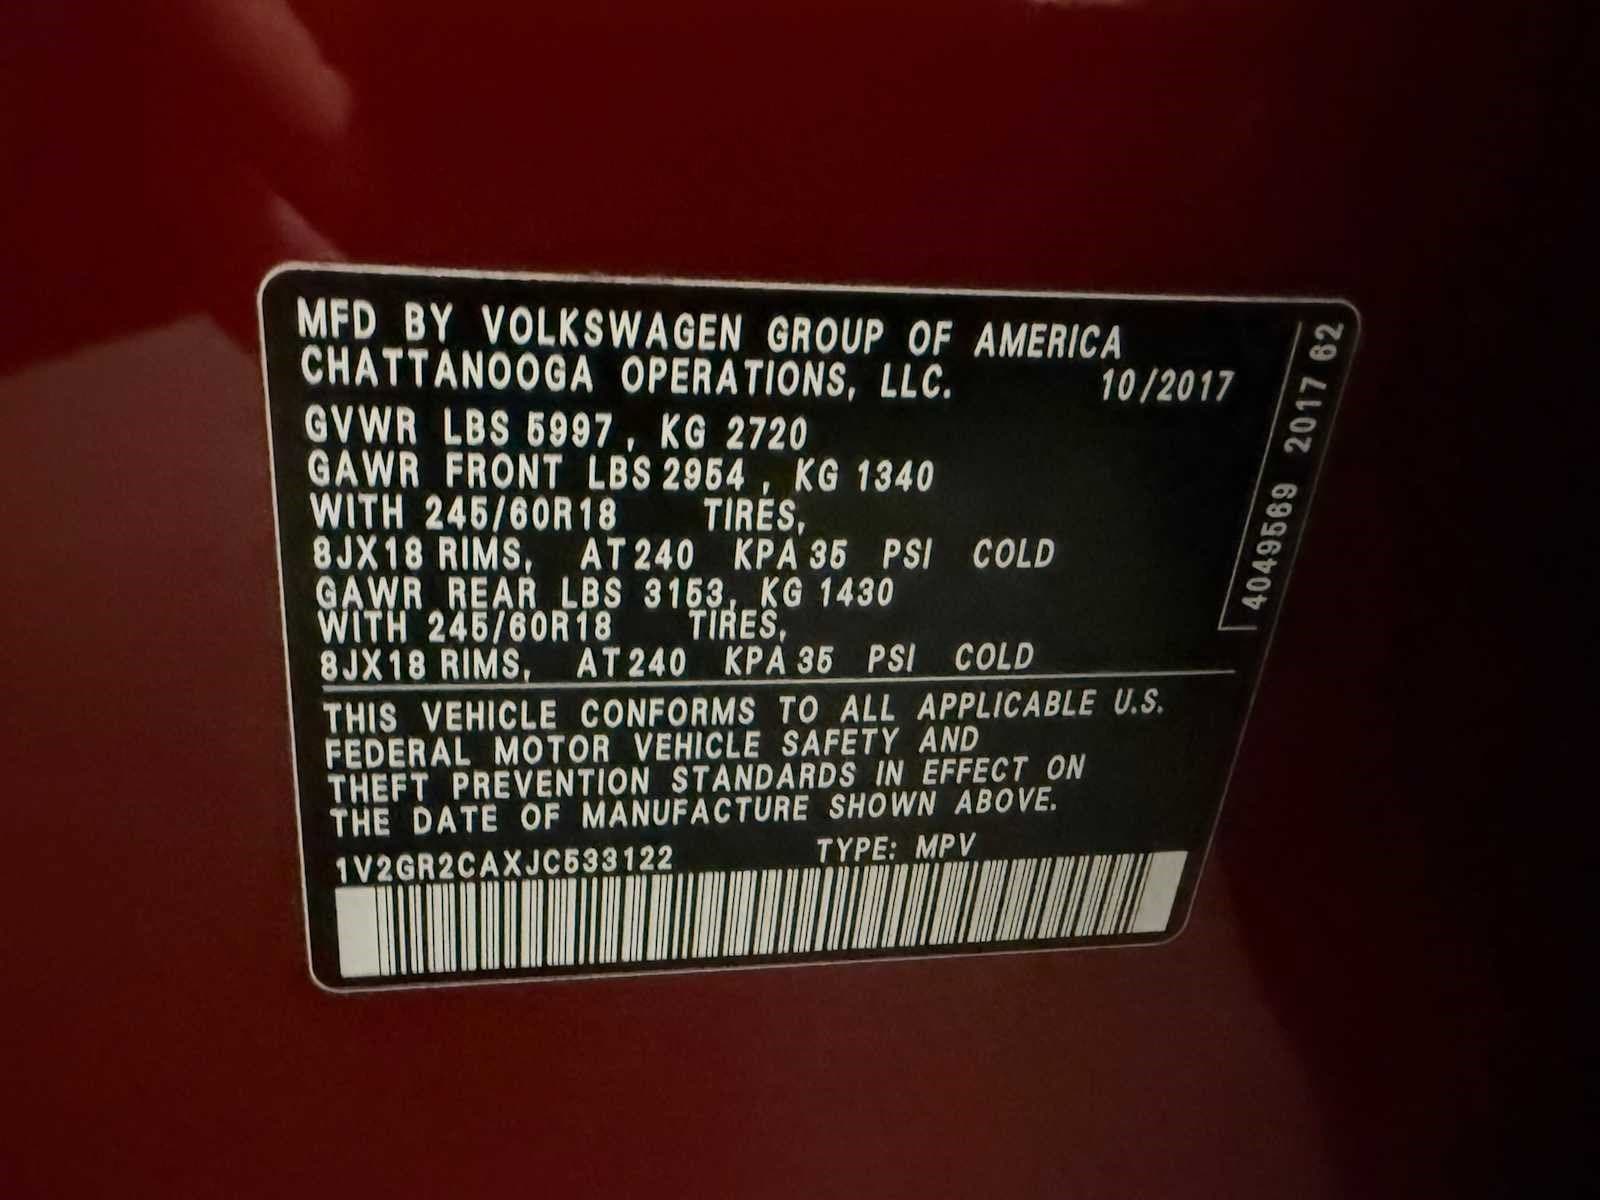 MFD BY VOLKSWAGEN GROUP OF AMERICA
CHATTANOOGA OPERATIONS, LLC. 10/2017
GVWR LBS 5997, KG 2720
GAWR FRONT LBS 2954, KG 1340
WITH 245/60R18 TIRES,
8JX18 RIMS, AT 240 KPA 35 PSI COLD
GAWR REAR LBS 3153, KG 1430
WITH 245/60R18 TIRES,
8JX18 RIMS, AT 240 KPA 35 PSI COLD
THIS VEHICLE CONFORMS TO ALL APPLICABLE U.S.
FEDERAL MOTOR VEHICLE SAFETY AND
THEFT PREVENTION STANDARDS IN EFFECT ON
THE DATE OF MANUFACTURE SHOWN ABOVE.
1V2GR2CAXJC533122 TYPE: MPV
4049569 2017 62